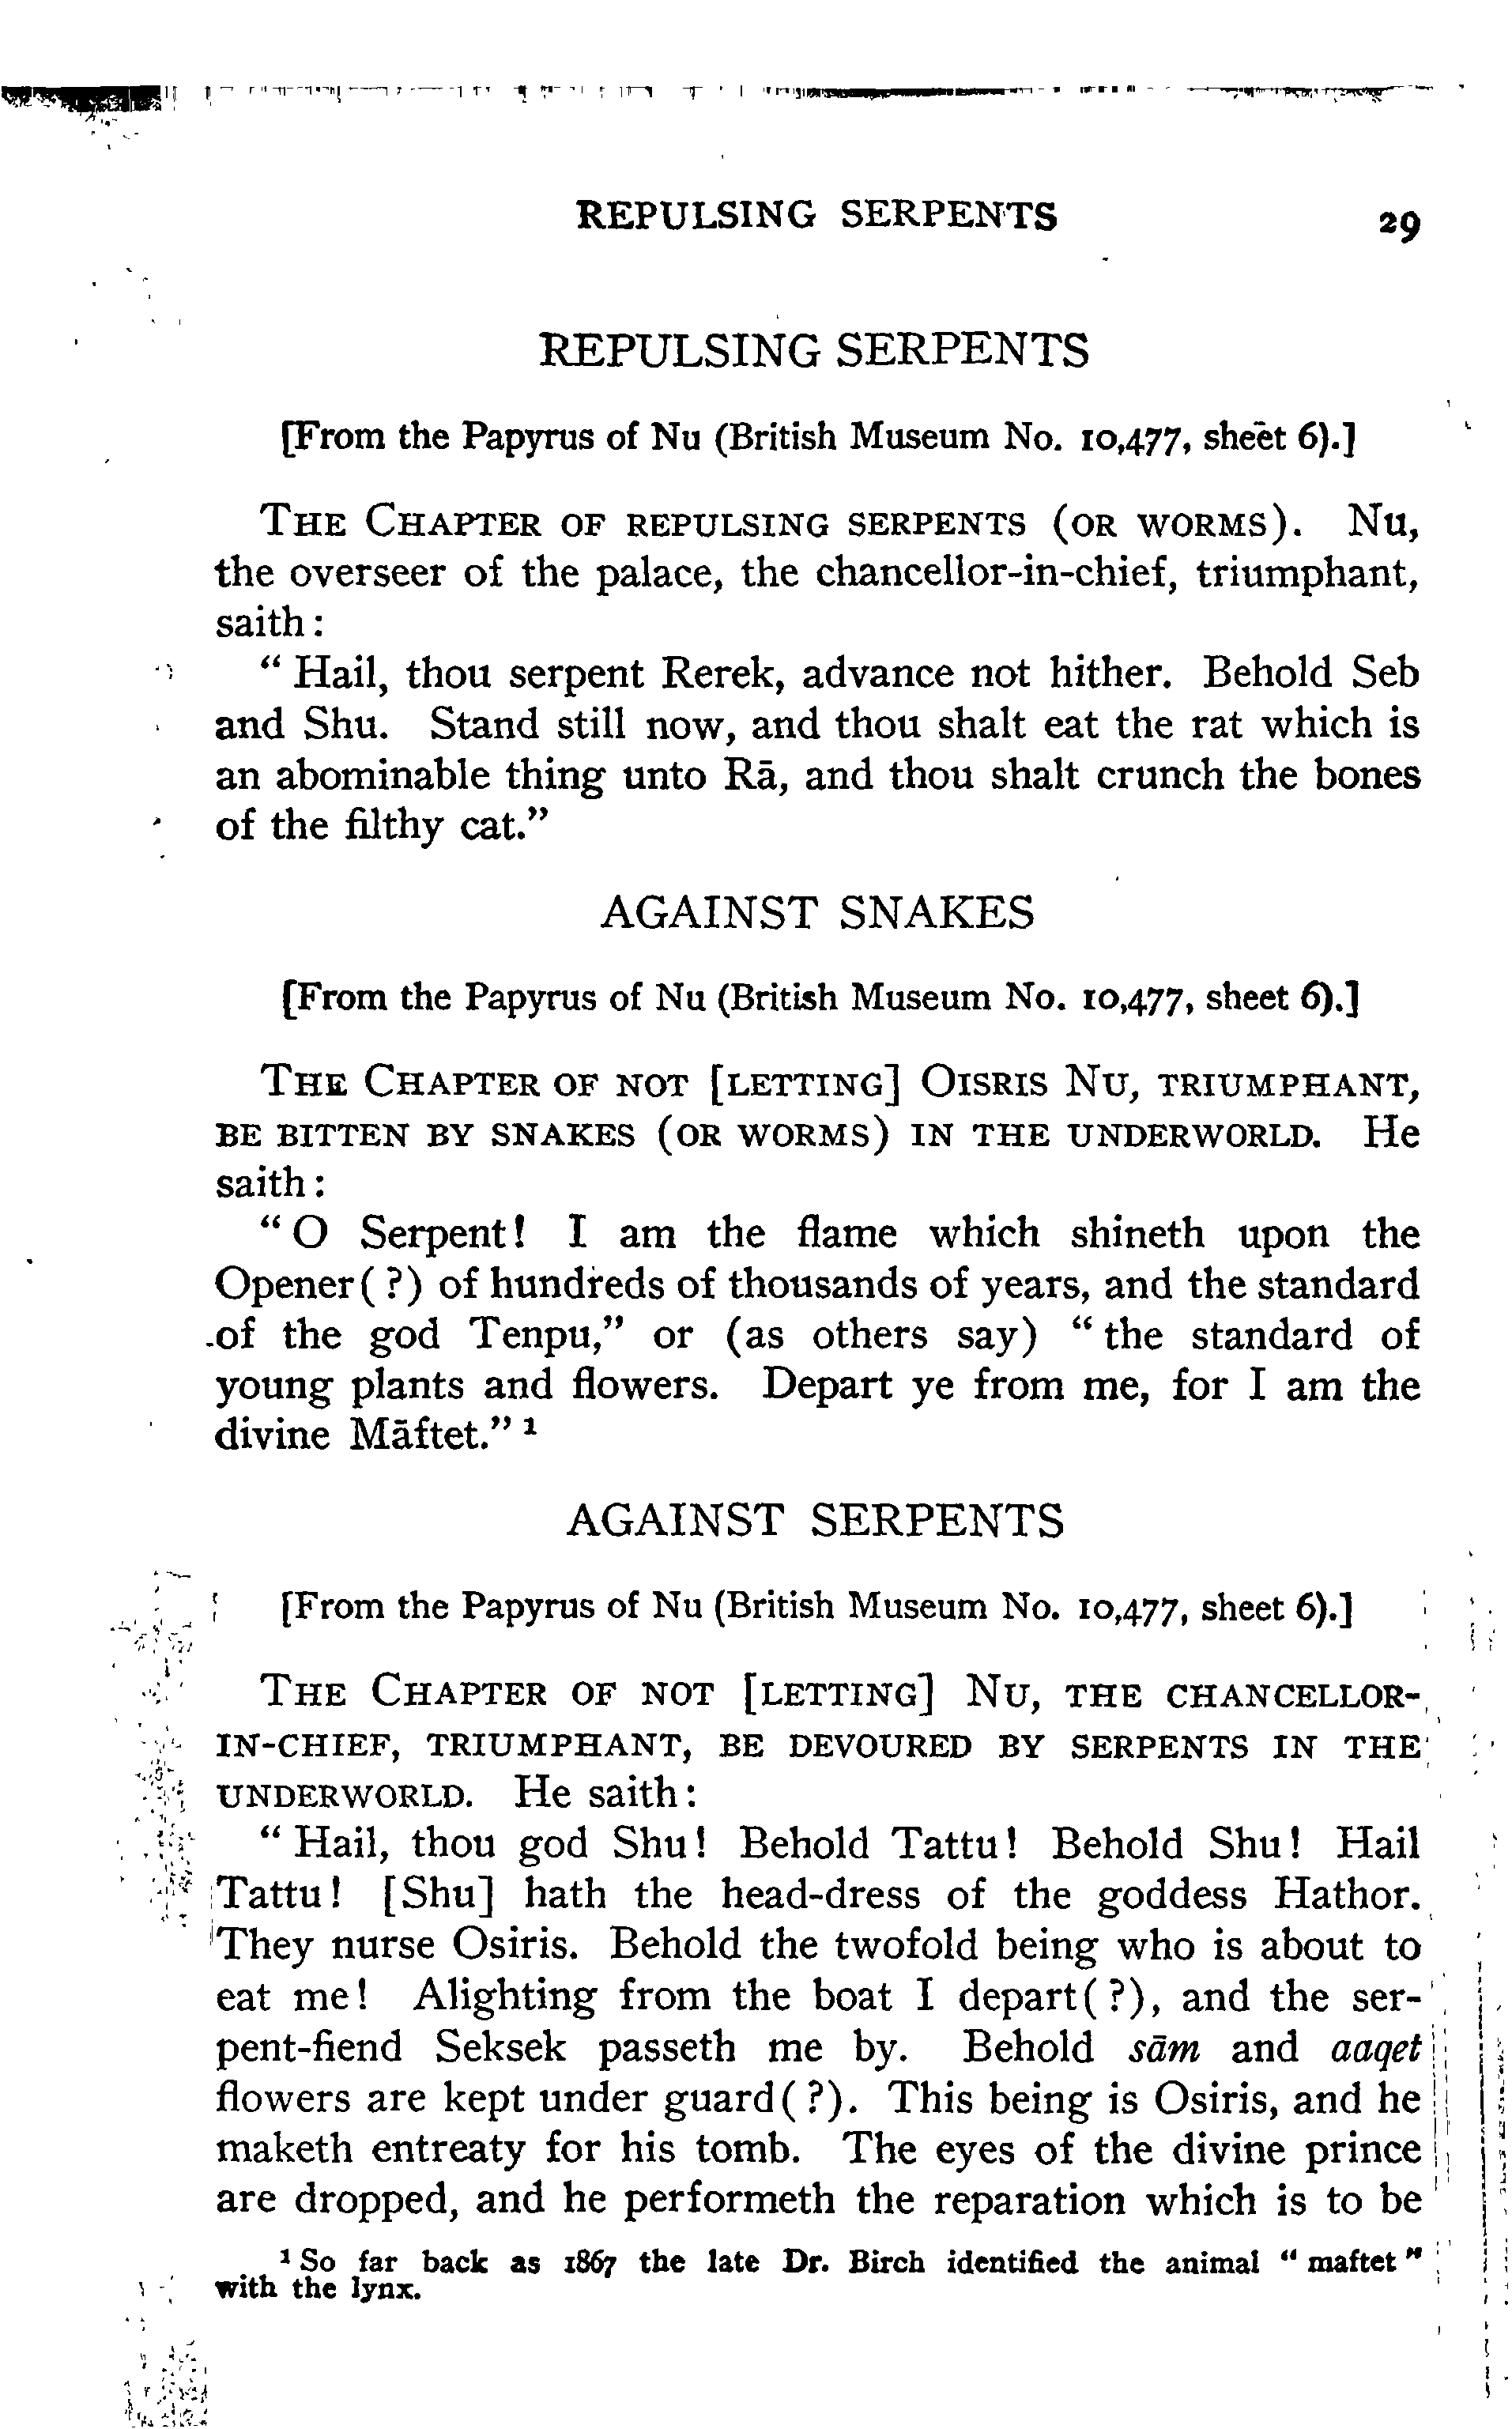 REPULSING SERPENTS 29
REPULSING SERPENTS
[From the Papyrus of Nu (British Museum No. 10,477, sheet 6).]
THE CHAPTER OF REPULSING SERPENTS (OR WORMS). Nu,
the overseer of the palace, the chancellor-in-chief, triumphant,
saith:
“Hail, thou serpent Rerek, advance not hither. Behold Seb
and Shu. Stand still now, and thou shalt eat the rat which is
an abominable thing unto Rā, and thou shalt crunch the bones
of the filthy cat.”
AGAINST SNAKES
[From the Papyrus of Nu (British Museum No. 10,477, sheet 6).]
THE CHAPTER OF NOT [LETTING] OISRIS NU, TRIUMPHANT,
BE BITTEN BY SNAKES (OR WORMS) IN THE UNDERWORLD. He
saith:
“O Serpent! I am the flame which shineth upon the
Opener(?) of hundreds of thousands of years, and the standard
of the god Tenpu,” or (as others say) “the standard of
young plants and flowers. Depart ye from me, for I am the
divine Māftet.” 1
AGAINST SERPENTS
[From the Papyrus of Nu (British Museum No. 10,477, sheet 6).]
THE CHAPTER OF NOT [LETTING] NU, THE CHANCELLOR-
IN-CHIEF, TRIUMPHANT, BE DEVOURED BY SERPENTS IN THE
UNDERWORLD. He saith:
“Hail, thou god Shu! Behold Tattu! Behold Shu! Hail
Tattu! [Shu] hath the head-dress of the goddess Hathor.
They nurse Osiris. Behold the twofold being who is about to
eat me! Alighting from the boat I depart(?), and the ser-
pent-fiend Seksek passeth me by. Behold sām and aaqet
flowers are kept under guard(?). This being is Osiris, and he
maketh entreaty for his tomb. The eyes of the divine prince
are dropped, and he performeth the reparation which is to be
1 So far back as 1867 the late Dr. Birch identified the animal “maftet”
with the lynx.